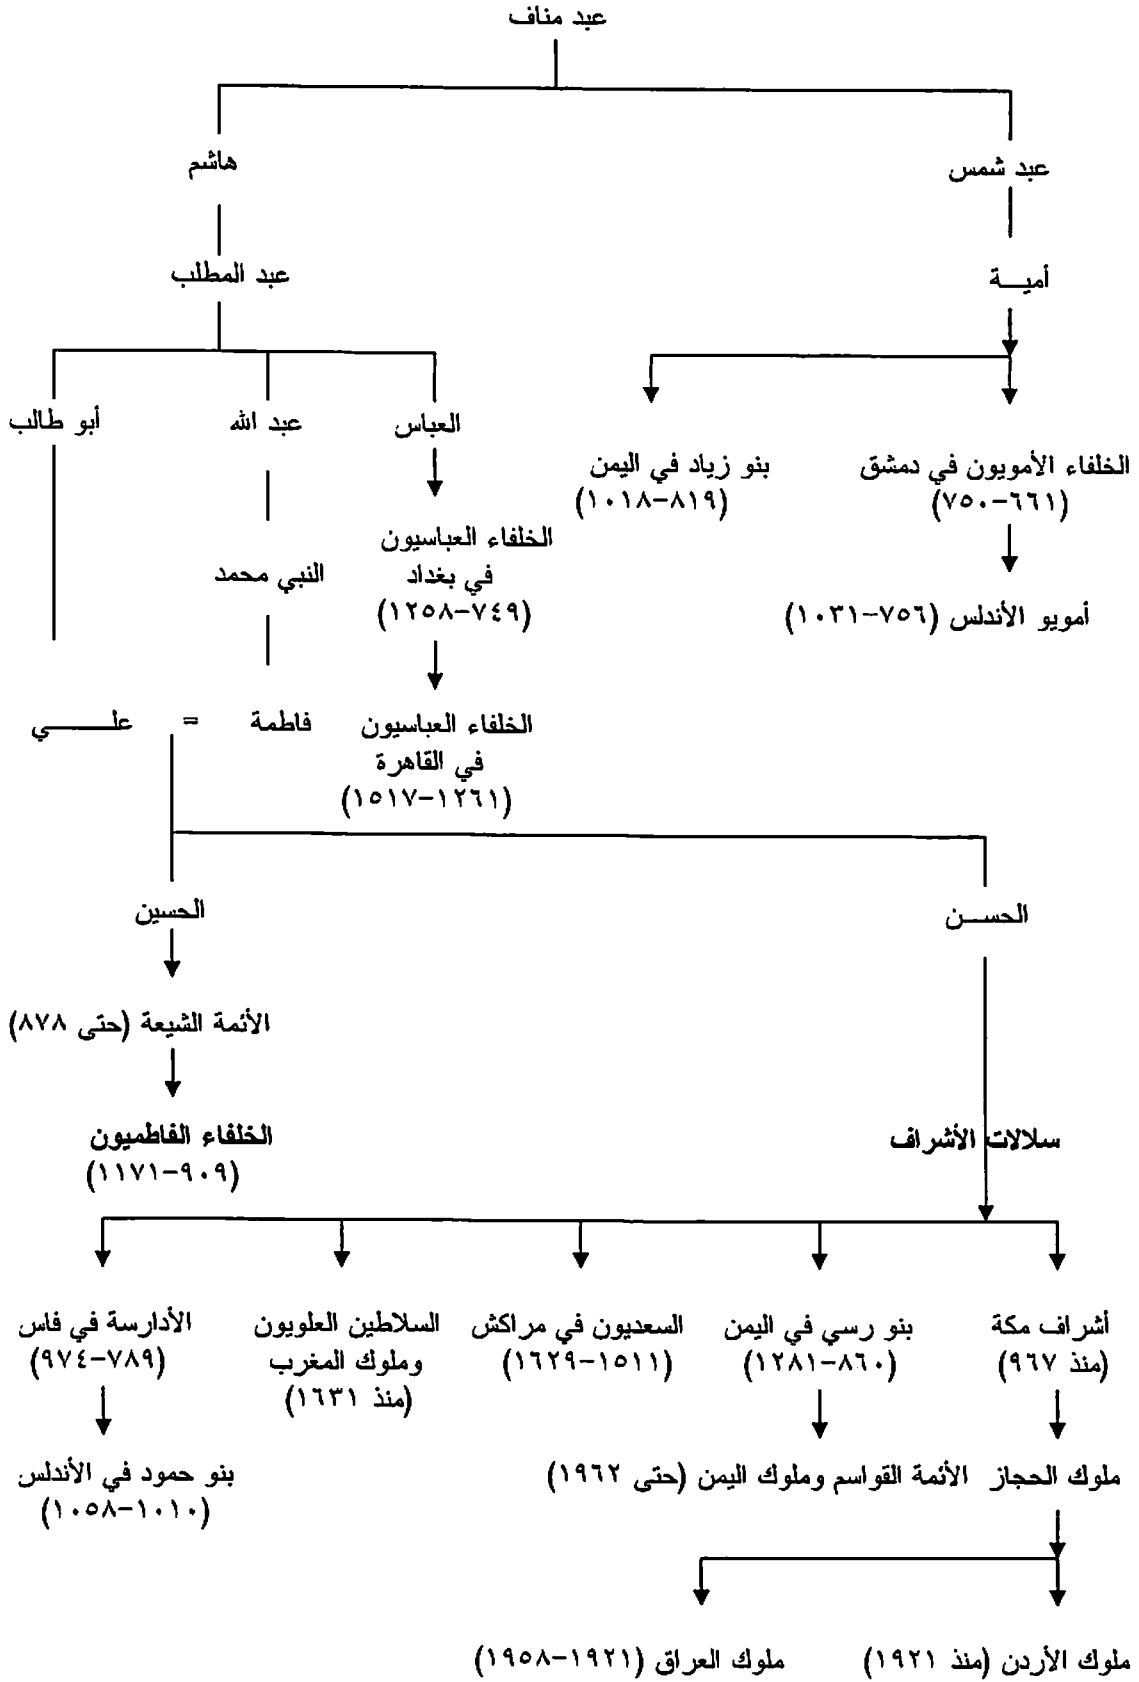 عبد مناف
عبد شمس
هاشم
أميـــة
عبد المطلب
العباس
عبد الله
أبو طالب
الخلفاء الأمويون في دمشق
(٦٦١-٧٥٠)
بنو زياد في اليمن
(٨١٩-١٠١٨)
الخلفاء العباسيون
في بغداد
(٧٤٩-١٢٥٨)
النبي محمد
أمويو الأندلس (٧٥٦-١٠٣١)
الخلفاء العباسيون
في القاهرة
(١٢٦١-١٥١٧)
فاطمة = علـــــي
الحســن
الحسين
الأئمة الشيعة (حتى ٨٧٨)
سلالات الأشراف
الخلفاء الفاطميون
(٩٠٩-١١٧١)
أشراف مكة
(منذ ٩٦٧)
بنو رسي في اليمن
(٨٦٠-١٢٨١)
السعديون في مراكش
(١٥١١-١٦٢٩)
السلاطين العلويون
وملوك المغرب
(منذ ١٦٣١)
الأدارسة في فاس
(٧٨٩-٩٧٤)
ملوك الحجاز
الأئمة القواسم وملوك اليمن (حتى ١٩٦٢)
بنو حمود في الأندلس
(١٠١٠-١٠٥٨)
ملوك الأردن (منذ ١٩٢١)
ملوك العراق (١٩٢١-١٩٥٨)